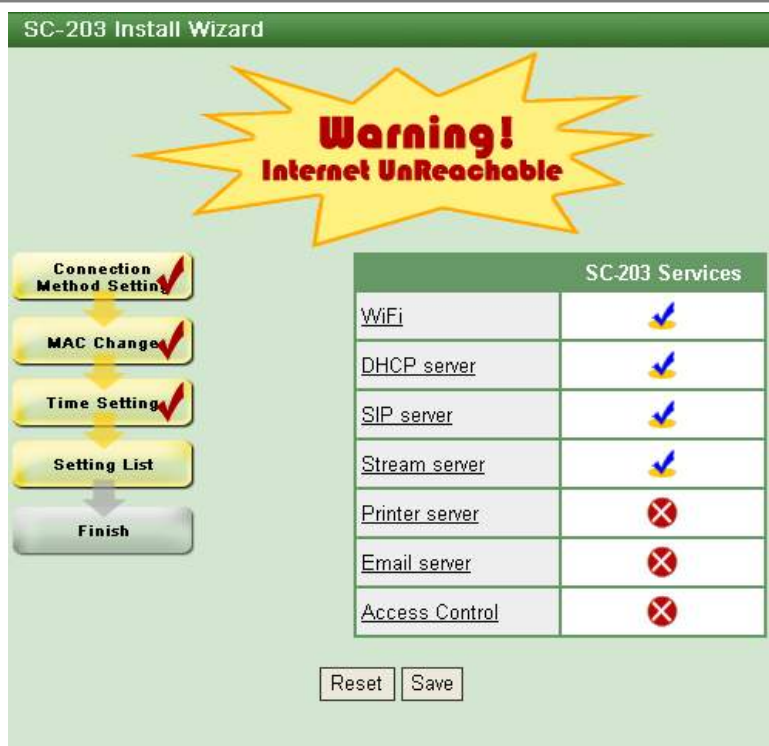 SC-203 Install Wizard
Warning!
Internet UnReachable
Connection
Method Setting
MAC Change
Time Setting
Setting List
Finish
SC-203 Services
WiFi
DHCP server
SIP server
Stream server
Printer server
Email server
Access Control
Reset Save